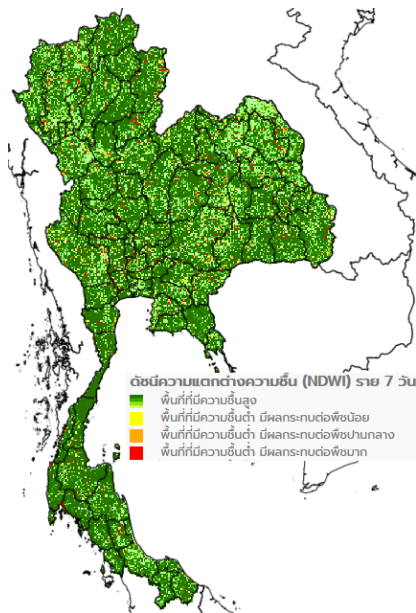 ดัชนีความแตกต่างความชื้น (NDWI) ราย 7 วัน
พื้นที่ที่มีความชื้นสูง
พื้นที่ที่มีความชื้นต่ำ มีผลกระทบต่อพืชน้อย
พื้นที่ที่มีความชื้นต่ำ มีผลกระทบต่อพืชปานกลาง
พื้นที่ที่มีความชื้นต่ำ มีผลกระทบต่อพืชมาก